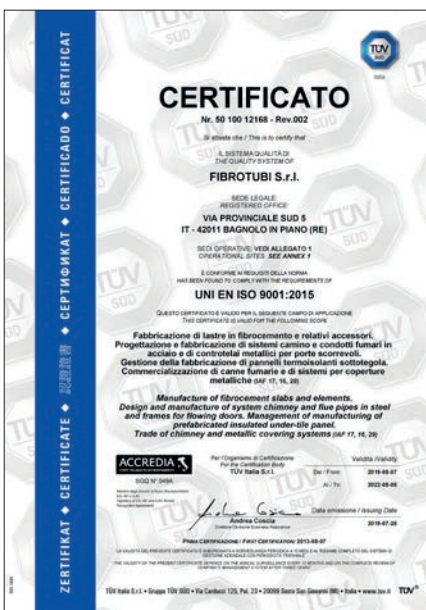 TÜV
SÜD
Italia
CERTIFICATO
Nr. 50 100 12168 - Rev.002
Si attesta che / This is to certify that
IL SISTEMA QUALITÀ DI
THE QUALITY SYSTEM OF
FIBROTUBI S.r.l.
SEDE LEGALE:
REGISTERED OFFICE:
VIA PROVINCIALE SUD 5
IT - 42011 BAGNOLO IN PIANO (RE)
SEDI OPERATIVE: VEDI ALLEGATO 1
OPERATIONAL SITES: SEE ANNEX 1
È CONFORME AI REQUISITI DELLA NORMA
HAS BEEN FOUND TO COMPLY WITH THE REQUIREMENTS OF
UNI EN ISO 9001:2015
QUESTO CERTIFICATO È VALIDO PER IL SEGUENTE CAMPO DI APPLICAZIONE
THIS CERTIFICATE IS VALID FOR THE FOLLOWING SCOPE
Fabbricazione di lastre in fibrocemento e relativi accessori.
Progettazione e fabbricazione di sistemi camino e condotti fumari in
acciaio e di controtelai metallici per porte scorrevoli.
Gestione della fabbricazione di pannelli termoisolanti sottotegola.
Commercializzazione di canne fumarie e di sistemi per coperture
metalliche (IAF 17, 16, 29)
Manufacture of fibrocement slabs and elements.
Design and manufacture of system chimney and flue pipes in steel
and frames for flowing doors. Management of manufacturing of
prefabricated insulated under-tile panel.
Trade of chimney and metallic covering systems (IAF 17, 16, 29)
ACCREDIA
SGQ N° 049A
Per l'Organismo di Certificazione
For the Certification Body
TÜV Italia S.r.l.
Validità /Validity
Dal / From:
Al / To:
Andrea Coscia
Data emissione / Issuing Date
PRIMA CERTIFICAZIONE / FIRST CERTIFICATION: 2013-08-07
TÜV Italia S.r.l. • Gruppo TÜV SÜD • Via Carducci 125, Pal. 23 • 20099 Sesto San Giovanni (MI) • Italia • www.tuv.it TÜV®
ZERTIFIKAT ◆ CERTIFICATE ◆ 認證證書 ◆ СЕРТИФИКАТ ◆ CERTIFICADO ◆ CERTIFICAT